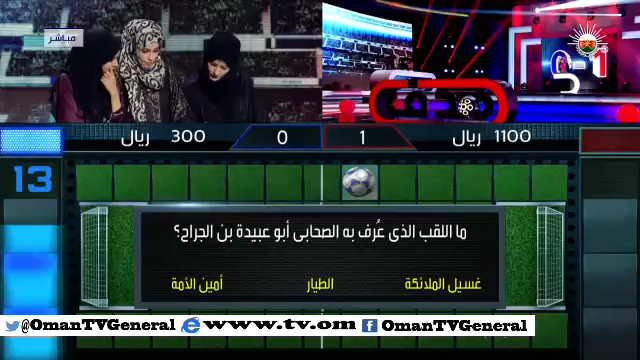 مباشر
1100 ريال
1
0
300 ريال
13
ما اللقب الذى عُرف به الصحابى أبو عبيدة بن الجراح؟
غسيل الملائكة
الطيار
أمين الأمة
@OmanTVGeneral
www.tv.om
OmanTVGeneral